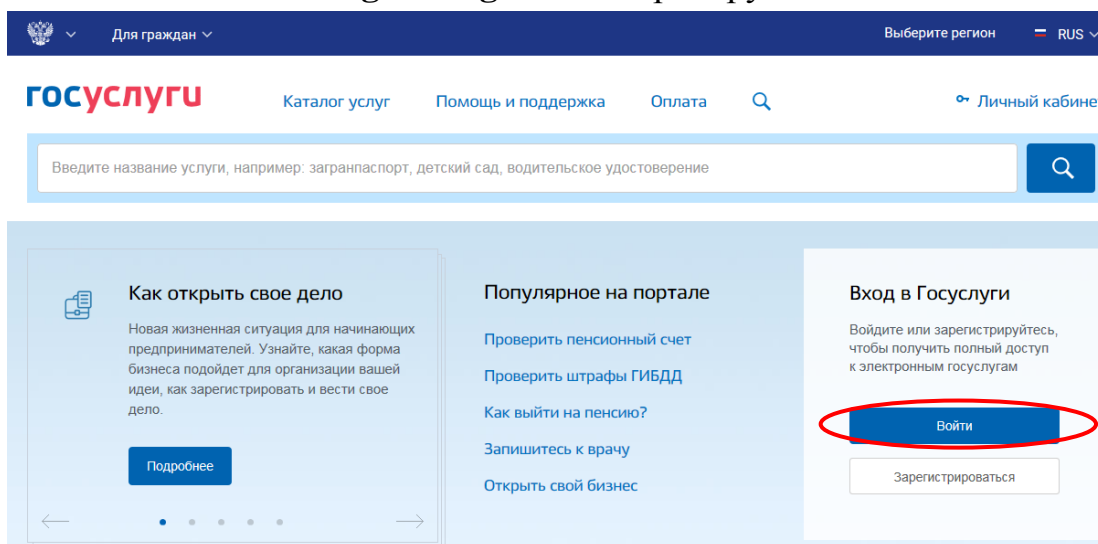 Для граждан
Выберите регион
RUS
госуслуги
Каталог услуг
Помощь и поддержка
Оплата
Личный кабине
Введите название услуги, например: загранпаспорт, детский сад, водительское удостоверение
Как открыть свое дело
Новая жизненная ситуация для начинающих
предпринимателей. Узнайте, какая форма
бизнеса подойдет для организации вашей
идеи, как зарегистрировать и вести свое
дело.
Подробнее
Популярное на портале
Проверить пенсионный счет
Проверить штрафы ГИБДД
Как выйти на пенсию?
Запишитесь к врачу
Открыть свой бизнес
Вход в Госуслуги
Войдите или зарегистрируйтесь,
чтобы получить полный доступ
к электронным госуслугам
Войти
Зарегистрироваться